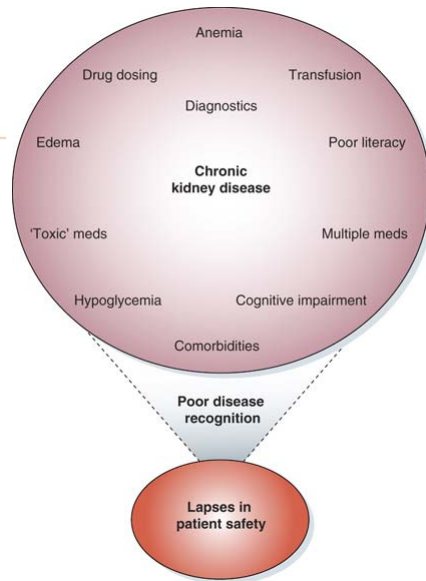 Anemia
Drug dosing
Transfusion
Diagnostics
Edema
Poor literacy
Chronic
kidney disease
'Toxic' meds
Multiple meds
Hypoglycemia
Cognitive impairment
Comorbidities
Poor disease
recognition
Lapses in
patient safety